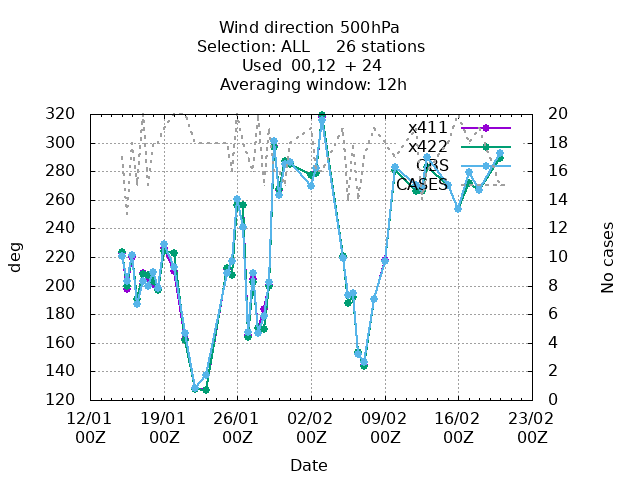 Wind direction 500hPa
Selection: ALL 26 stations
Used 00,12 + 24
Averaging window: 12h
320
300
280
260
240
220
200
180
160
140
120
deg
20
18
16
14
12
10
8
6
4
2
0
No cases
x411
x422
OBS
CASES
12/01 19/01 26/01 02/02 09/02 16/02 23/02
00Z 00Z 00Z 00Z 00Z 00Z 00Z
Date